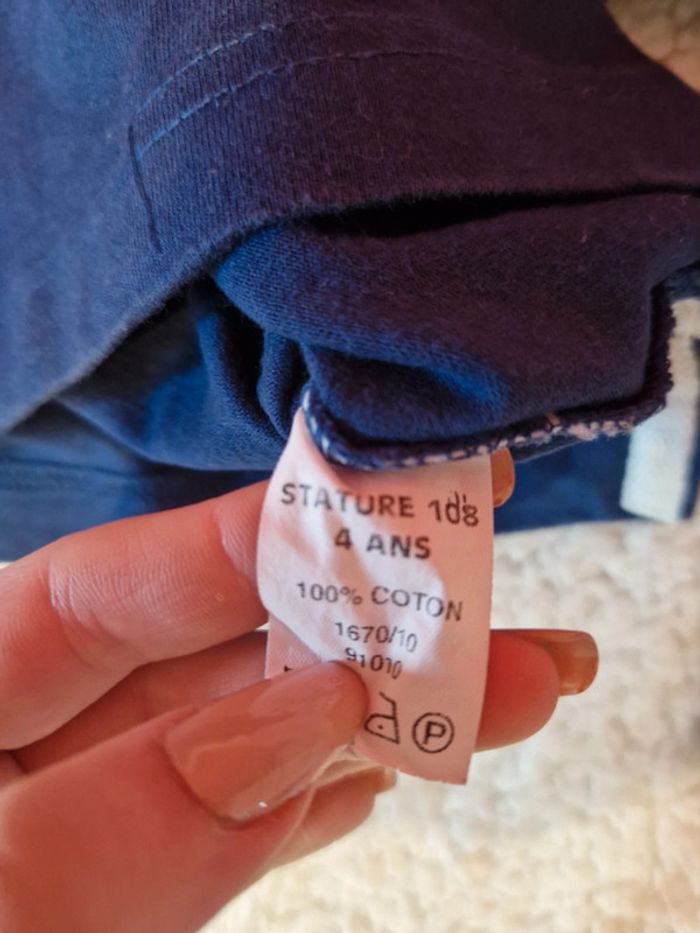 STATURE 108
4 ANS
100% COTON
1670/10
91010
P